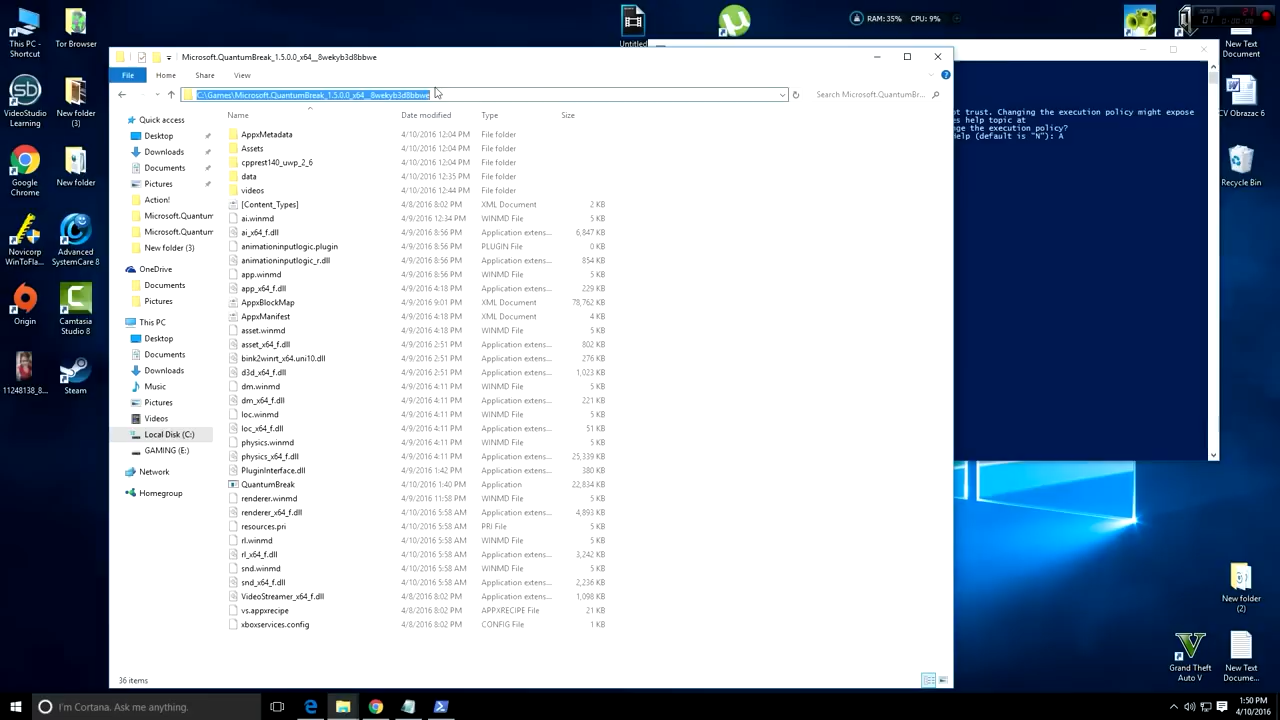 RAM: 35% CPU: 9%
This PC - Shortcut
Tor Browser
Untitled
New Text Document
VideoStudio Learning
New folder (3)
CV Obrazac 6
Google Chrome
New folder
Recycle Bin
Novicorp WinToFla...
Advanced SystemCare 8
Origin
Camtasia Studio 8
11248138_8...
Steam
New folder (2)
Grand Theft Auto V
New Text Docume...
Microsoft.QuantumBreak_1.5.0.0_x64__8wekyb3d8bbwe
File Home Share View
C:\Games\Microsoft.QuantumBreak_1.5.0.0_x64__8wekyb3d8bbwe
Search Microsoft.QuantumBr...
Quick access
Desktop
Downloads
Documents
Pictures
Action!
Microsoft.Quantum
Microsoft.Quantum
New folder (3)
OneDrive
Documents
Pictures
This PC
Desktop
Documents
Downloads
Music
Pictures
Videos
Local Disk (C:)
GAMING (E:)
Network
Homegroup
Name Date modified Type Size
AppxMetadata 4/10/2016 12:04 PM File folder
Assets 4/10/2016 12:04 PM File folder
cpprest140_uwp_2_6 4/10/2016 12:04 PM File folder
data 4/10/2016 12:35 PM File folder
videos 4/10/2016 12:44 PM File folder
[Content_Types] 4/8/2016 8:02 PM XML Document 2 KB
ai.winmd 4/9/2016 12:34 PM WINMD File 5 KB
ai_x64_f.dll 4/9/2016 8:56 PM Application extens... 6,847 KB
animationinputlogic.plugin 4/9/2016 8:56 PM PLUGIN File 0 KB
animationinputlogic_r.dll 4/9/2016 8:56 PM Application extens... 854 KB
app.winmd 4/9/2016 8:56 PM WINMD File 5 KB
app_x64_f.dll 4/9/2016 4:18 PM Application extens... 229 KB
AppxBlockMap 4/9/2016 9:01 PM XML Document 78,762 KB
AppxManifest 4/9/2016 4:18 PM XML Document 4 KB
asset.winmd 4/9/2016 4:18 PM WINMD File 5 KB
asset_x64_f.dll 4/9/2016 2:51 PM Application extens... 802 KB
bink2winrt_x64.uni10.dll 4/9/2016 2:51 PM Application extens... 276 KB
d3d_x64_f.dll 4/9/2016 2:51 PM Application extens... 1,023 KB
dm.winmd 4/9/2016 4:11 PM WINMD File 5 KB
dm_x64_f.dll 4/9/2016 4:11 PM Application extens... 221 KB
loc.winmd 4/9/2016 4:11 PM WINMD File 5 KB
loc_x64_f.dll 4/9/2016 4:11 PM Application extens... 51 KB
physics.winmd 4/9/2016 4:11 PM WINMD File 5 KB
physics_x64_f.dll 4/9/2016 4:11 PM Application extens... 25,339 KB
PluginInterface.dll 4/9/2016 1:42 PM Application extens... 380 KB
QuantumBreak 4/10/2016 1:40 PM Application 22,834 KB
renderer.winmd 4/9/2016 11:58 PM WINMD File 5 KB
renderer_x64_f.dll 4/10/2016 5:58 AM Application extens... 4,893 KB
resources.pri 4/10/2016 5:58 AM PRI File 5 KB
rl.winmd 4/10/2016 5:58 AM WINMD File 5 KB
rl_x64_f.dll 4/10/2016 5:58 AM Application extens... 3,242 KB
snd.winmd 4/10/2016 5:58 AM WINMD File 5 KB
snd_x64_f.dll 4/10/2016 5:58 AM Application extens... 2,236 KB
VideoStreamer_x64_f.dll 4/8/2016 8:02 PM Application extens... 1,098 KB
vs.appxrecipe 4/8/2016 8:02 PM APPXRECIPE File 21 KB
xboxservices.config 4/8/2016 8:02 PM CONFIG File 1 KB
36 items
ot trust. Changing the execution policy might expose
es help topic at
nge the execution policy?
Help (default is "N"): A
I'm Cortana. Ask me anything.
1:50 PM
4/10/2016